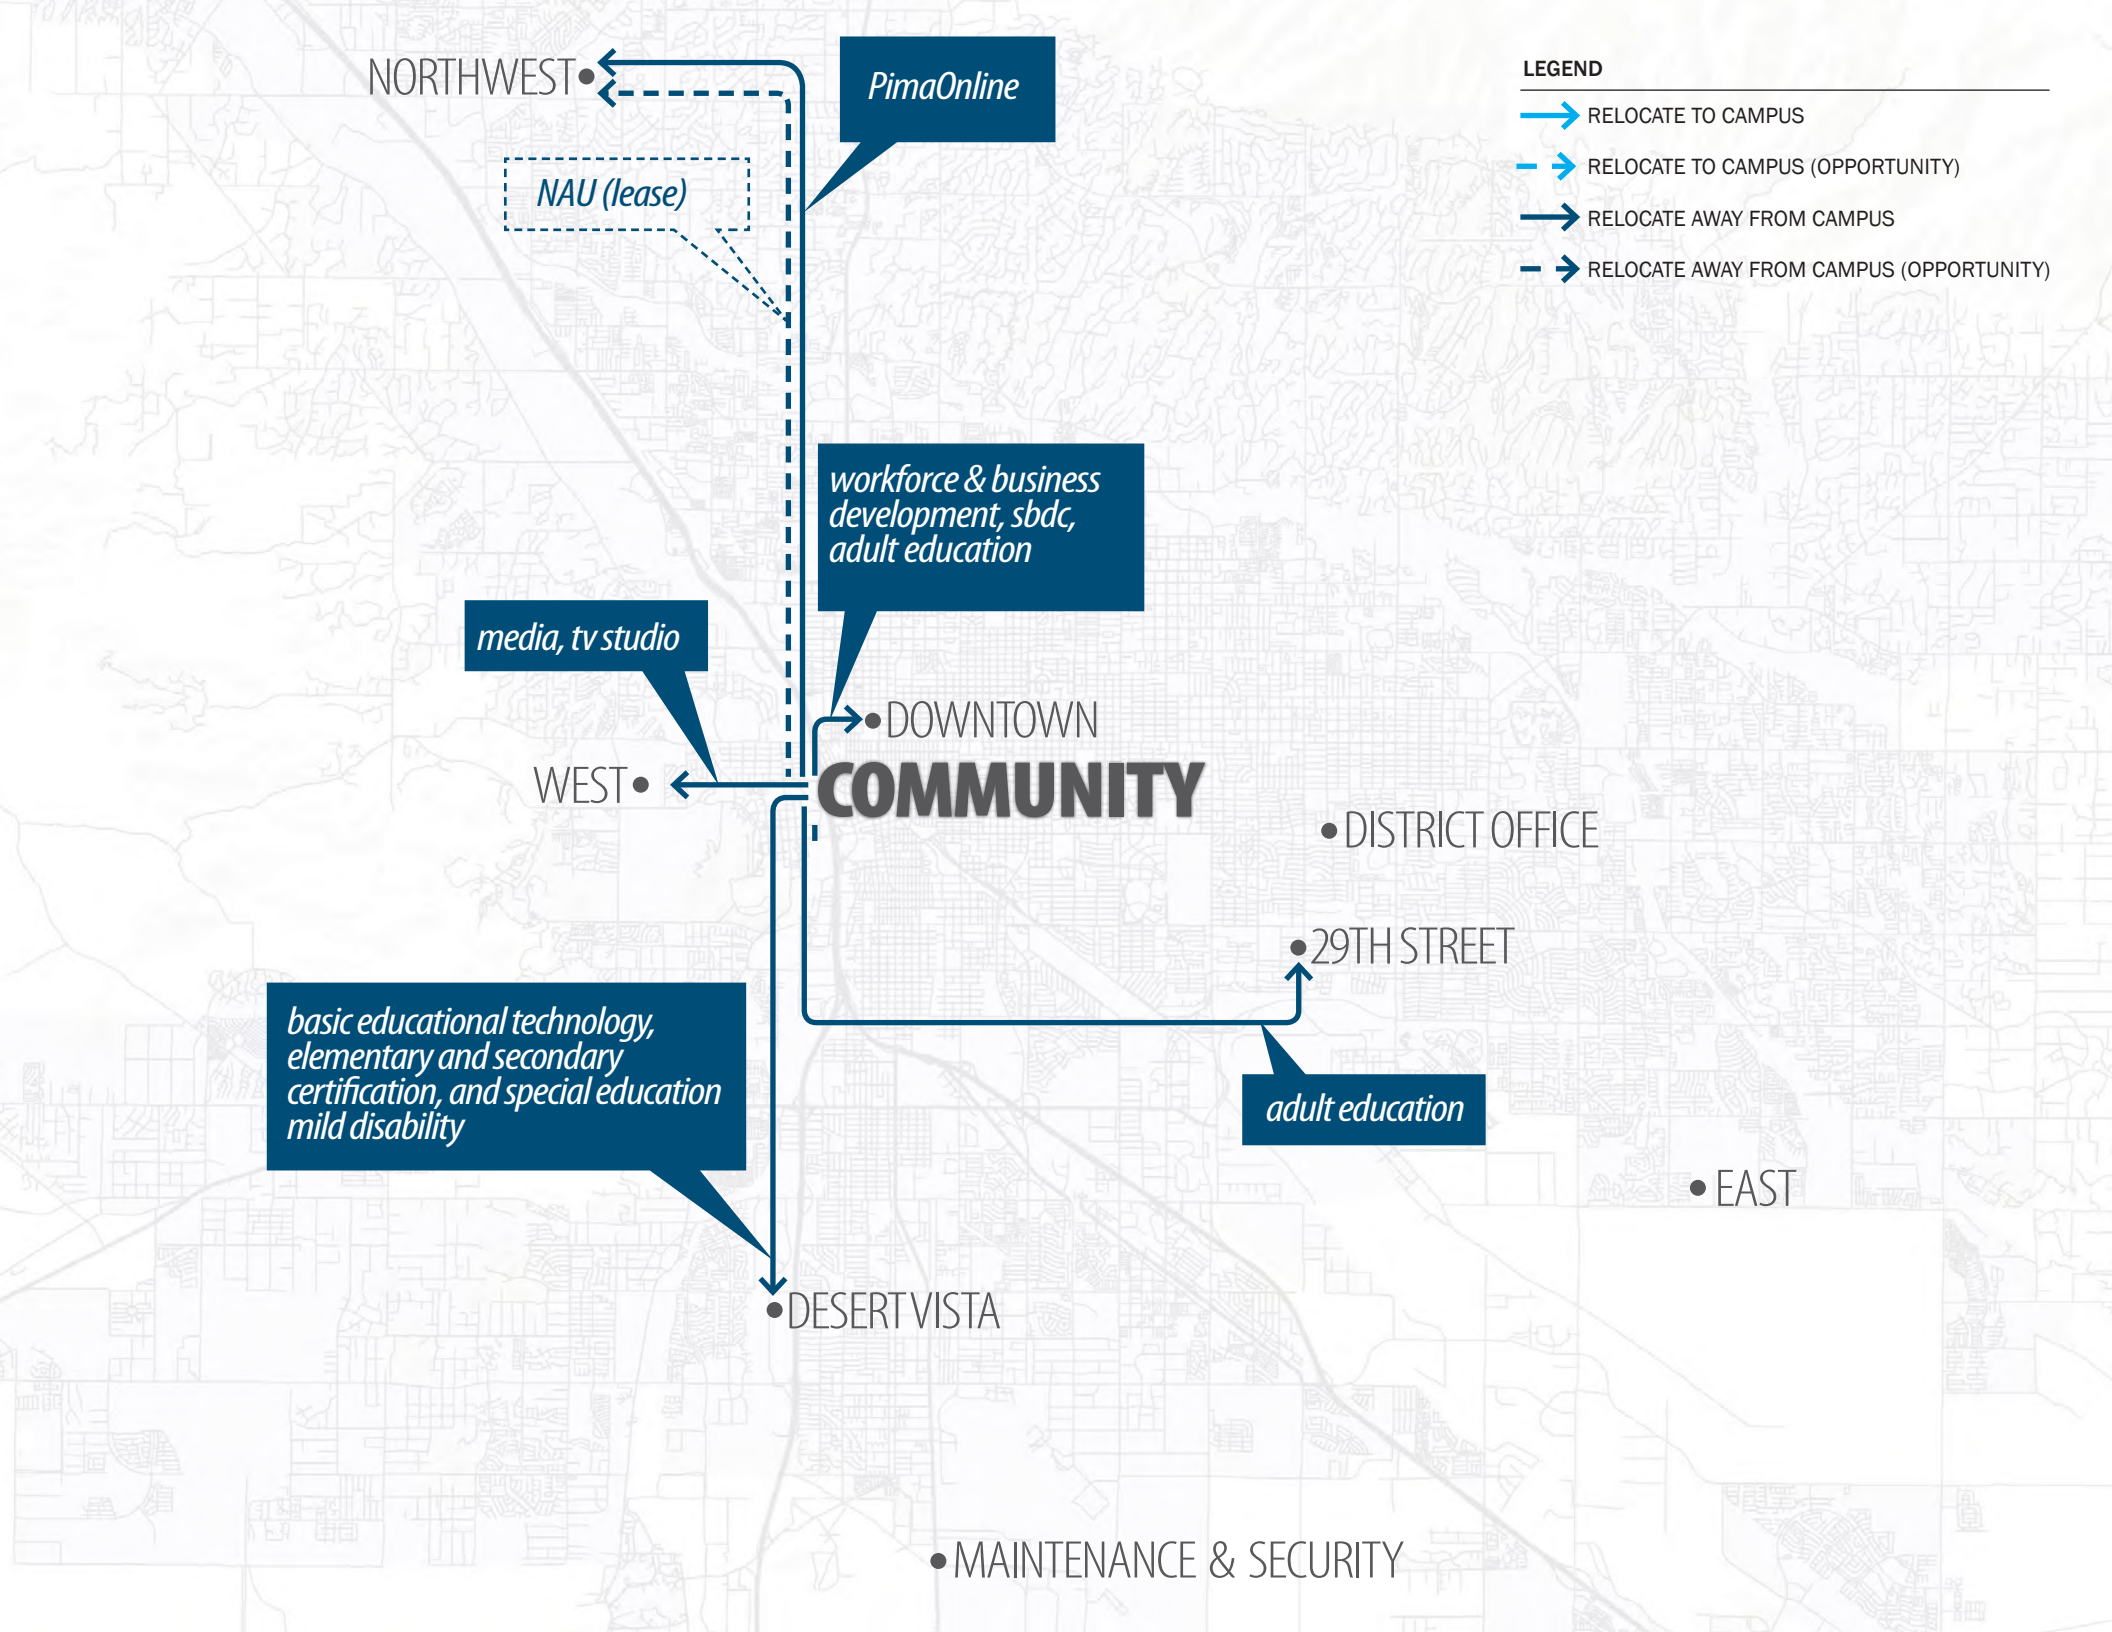 NORTHWEST
PimaOnline
LEGEND
RELOCATE TO CAMPUS
RELOCATE TO CAMPUS (OPPORTUNITY)
RELOCATE AWAY FROM CAMPUS
RELOCATE AWAY FROM CAMPUS (OPPORTUNITY)
NAU (lease)
workforce & business
development, sbdc,
adult education
media, tv studio
DOWNTOWN
WEST
COMMUNITY
DISTRICT OFFICE
29TH STREET
basic educational technology,
elementary and secondary
certification, and special education
mild disability
adult education
EAST
DESERT VISTA
MAINTENANCE & SECURITY